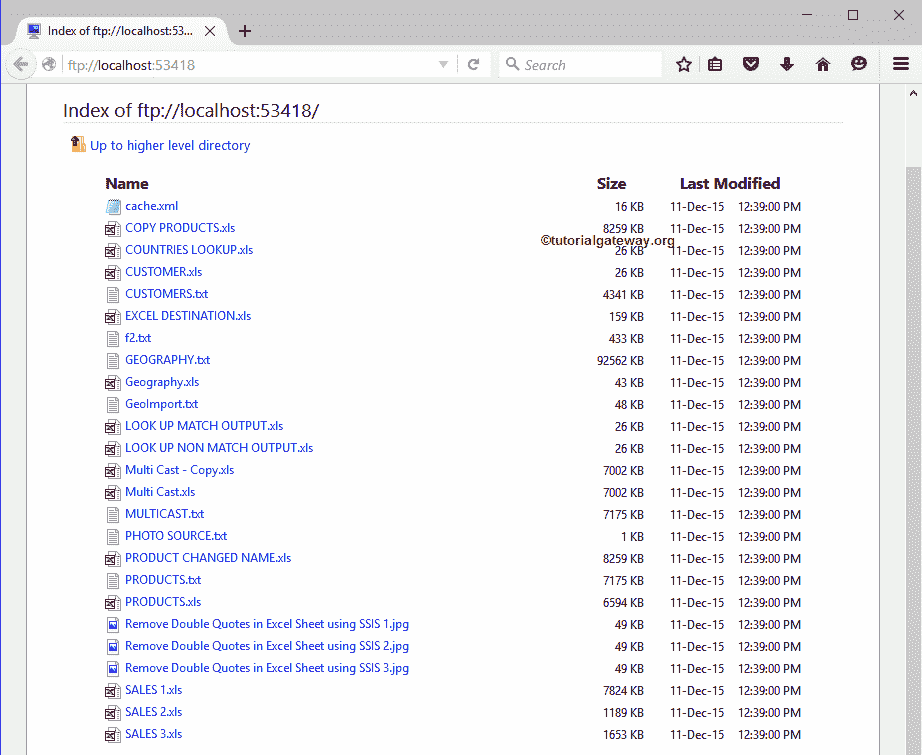 Index of ftp://localhost:53...
ftp://localhost:53418
Search
Index of ftp://localhost:53418/
Up to higher level directory
Name Size Last Modified
cache.xml 16 KB 11-Dec-15 12:39:00 PM
COPY PRODUCTS.xls 8259 KB 11-Dec-15 12:39:00 PM
©tutorialgateway.org
COUNTRIES LOOKUP.xls 26 KB 11-Dec-15 12:39:00 PM
CUSTOMER.xls 26 KB 11-Dec-15 12:39:00 PM
CUSTOMERS.txt 4341 KB 11-Dec-15 12:39:00 PM
EXCEL DESTINATION.xls 159 KB 11-Dec-15 12:39:00 PM
f2.txt 433 KB 11-Dec-15 12:39:00 PM
GEOGRAPHY.txt 92562 KB 11-Dec-15 12:39:00 PM
Geography.xls 43 KB 11-Dec-15 12:39:00 PM
GeoImport.txt 48 KB 11-Dec-15 12:39:00 PM
LOOK UP MATCH OUTPUT.xls 26 KB 11-Dec-15 12:39:00 PM
LOOK UP NON MATCH OUTPUT.xls 26 KB 11-Dec-15 12:39:00 PM
Multi Cast - Copy.xls 7002 KB 11-Dec-15 12:39:00 PM
Multi Cast.xls 7002 KB 11-Dec-15 12:39:00 PM
MULTICAST.txt 7175 KB 11-Dec-15 12:39:00 PM
PHOTO SOURCE.txt 1 KB 11-Dec-15 12:39:00 PM
PRODUCT CHANGED NAME.xls 8259 KB 11-Dec-15 12:39:00 PM
PRODUCTS.txt 7175 KB 11-Dec-15 12:39:00 PM
PRODUCTS.xls 6594 KB 11-Dec-15 12:39:00 PM
Remove Double Quotes in Excel Sheet using SSIS 1.jpg 49 KB 11-Dec-15 12:39:00 PM
Remove Double Quotes in Excel Sheet using SSIS 2.jpg 49 KB 11-Dec-15 12:39:00 PM
Remove Double Quotes in Excel Sheet using SSIS 3.jpg 49 KB 11-Dec-15 12:39:00 PM
SALES 1.xls 7824 KB 11-Dec-15 12:39:00 PM
SALES 2.xls 1189 KB 11-Dec-15 12:39:00 PM
SALES 3.xls 1653 KB 11-Dec-15 12:39:00 PM